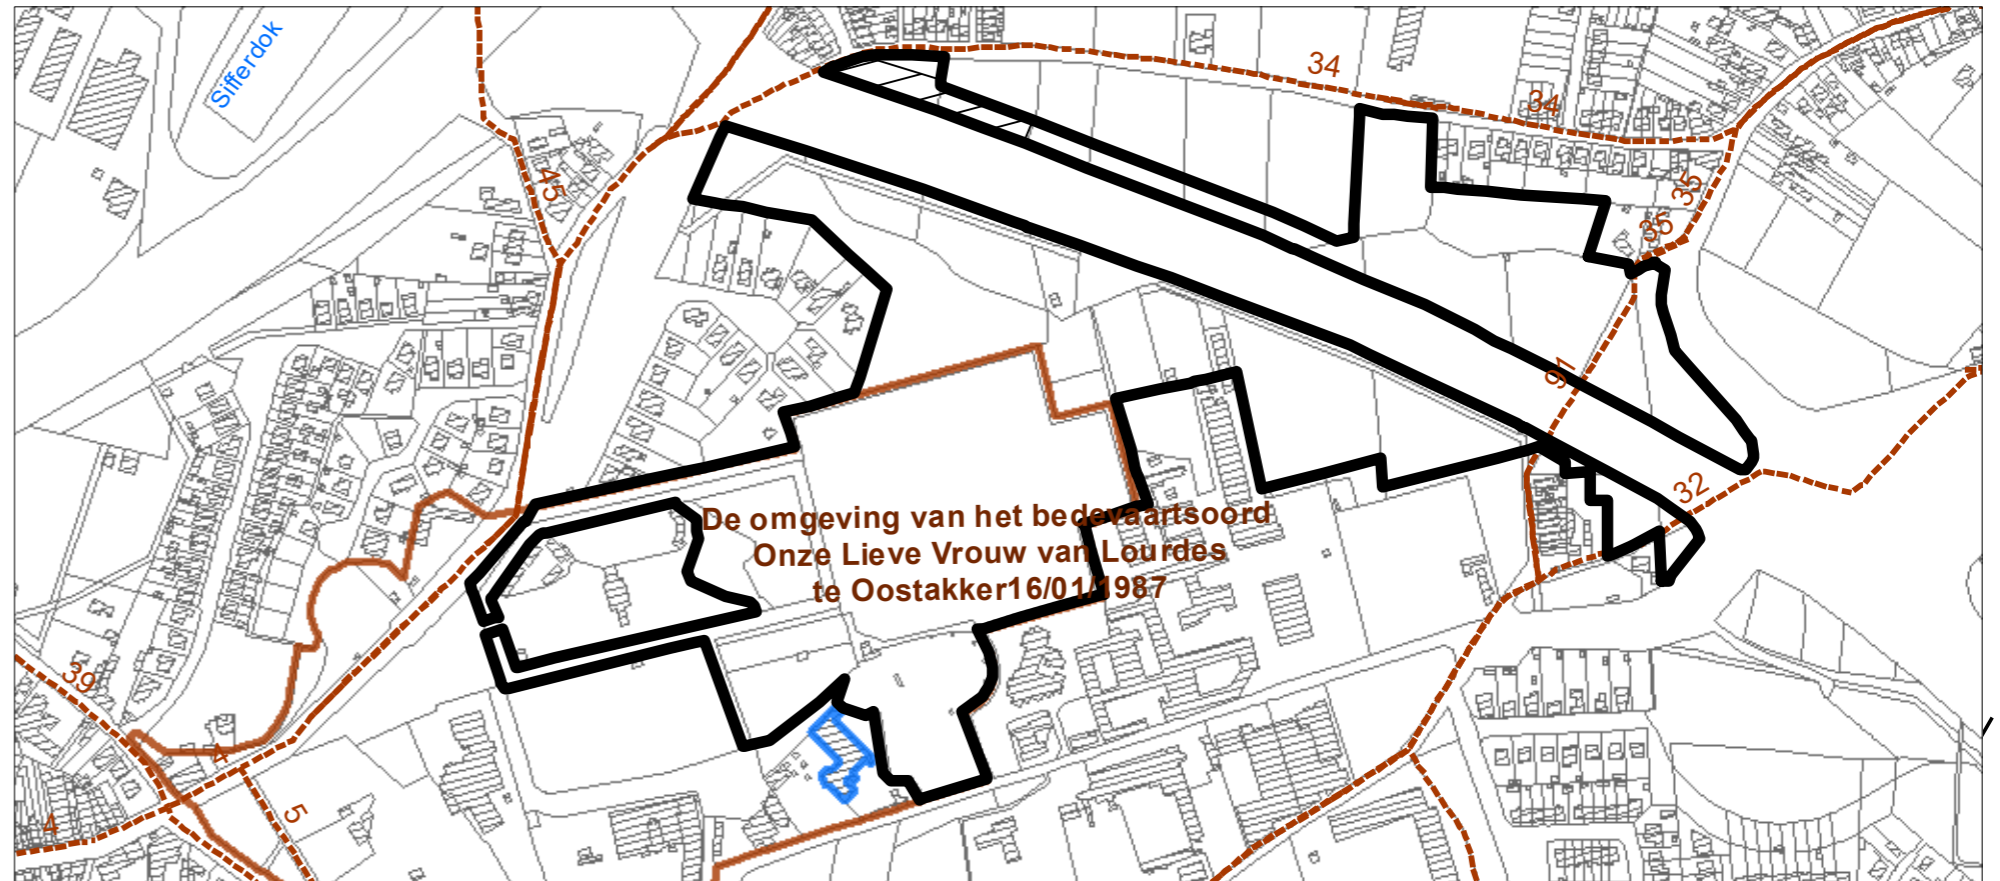 Sifferdok
34
34
45
35
35
91
De omgeving van het bedevaartsoord
Onze Lieve Vrouw van Lourdes
te Oostakker16/01/1987
32
39
4
5
4